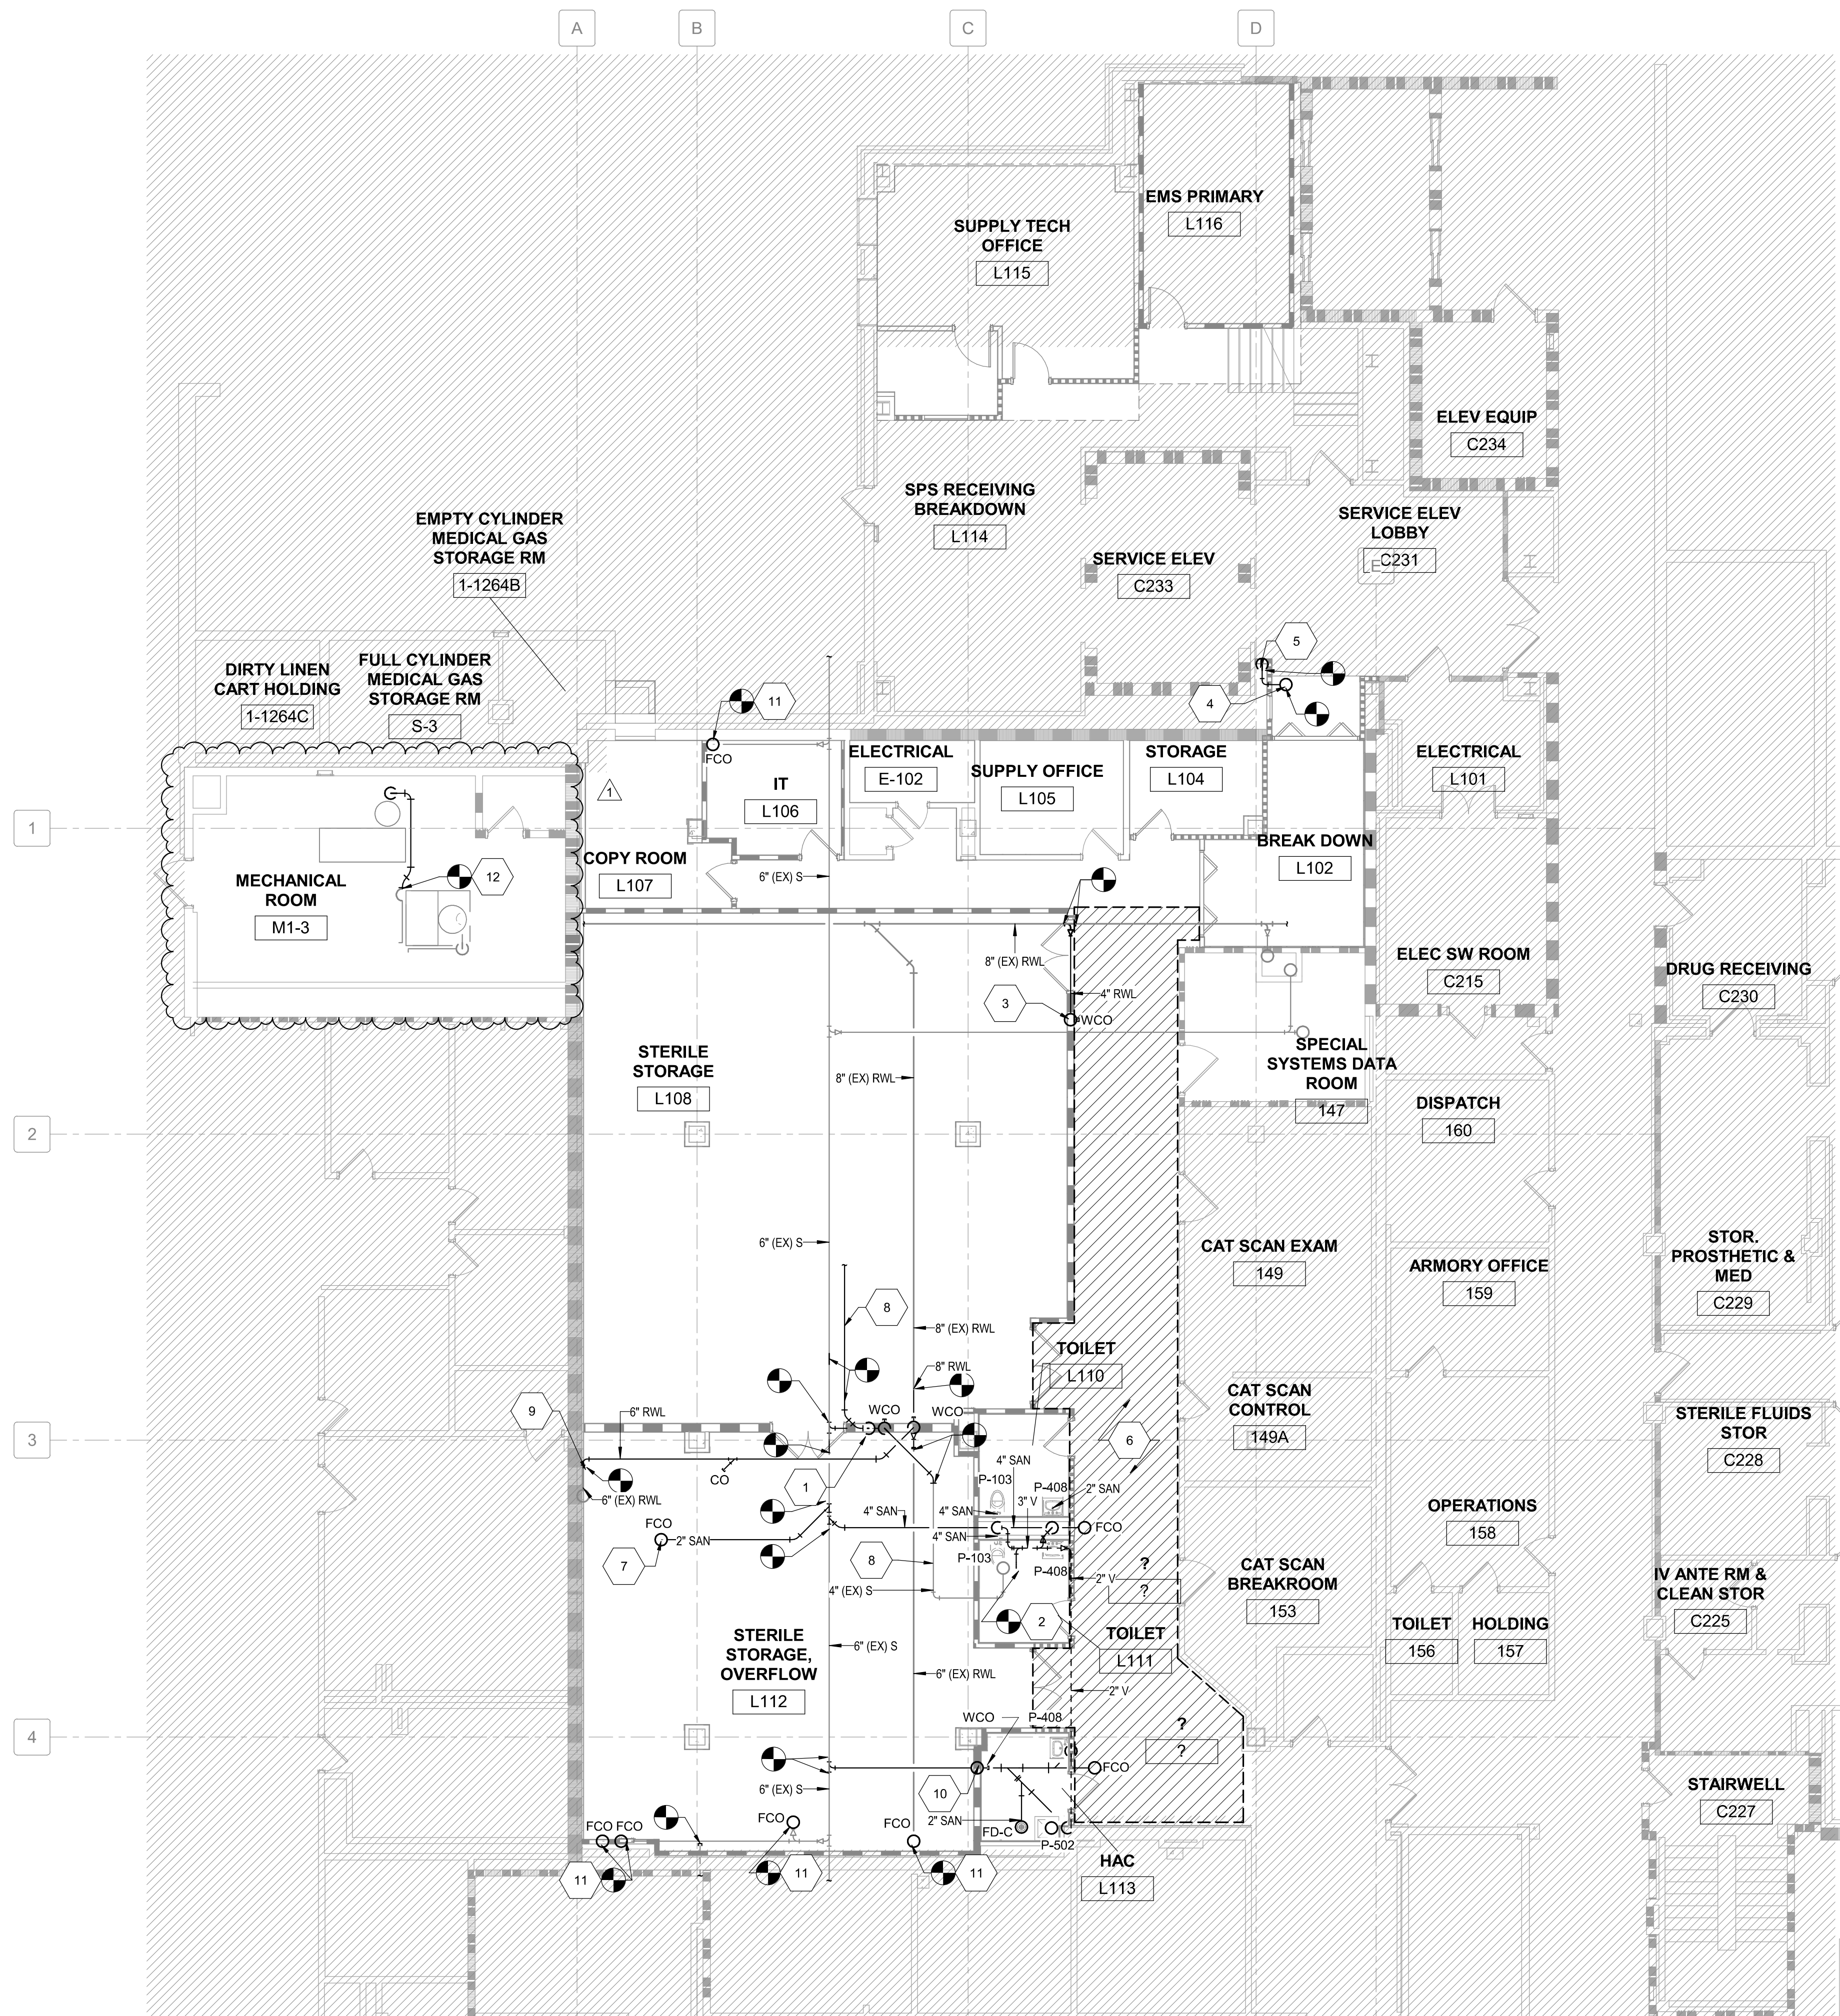 A
B
C
D
EMS PRIMARY
L116
SUPPLY TECH
OFFICE
L115
ELEV EQUIP
C234
SPS RECEIVING
BREAKDOWN
L114
SERVICE ELEV
LOBBY
C231
E
EMPTY CYLINDER
MEDICAL GAS
STORAGE RM
1-1264B
SERVICE ELEV
C233
DIRTY LINEN
CART HOLDING
1-1264C
FULL CYLINDER
MEDICAL GAS
STORAGE RM
S-3
5
4
11
FCO
IT
L106
ELECTRICAL
E-102
SUPPLY OFFICE
L105
STORAGE
L104
ELECTRICAL
L101
1
1
BREAK DOWN
L102
COPY ROOM
L107
6" (EX) S
MECHANICAL
ROOM
M1-3
12
8" (EX) RWL
ELEC SW ROOM
C215
DRUG RECEIVING
C230
3
4" RWL
WCO
STERILE
STORAGE
L108
8" (EX) RWL
SPECIAL
SYSTEMS DATA
ROOM
147
DISPATCH
160
2
6" (EX) S
CAT SCAN EXAM
149
ARMORY OFFICE
159
STOR.
PROSTHETIC &
MED
C229
8
8" (EX) RWL
TOILET
L110
8" RWL
CAT SCAN
CONTROL
149A
STERILE FLUIDS
STOR
C228
9
6" RWL
WCO
WCO
3
6
CO
1
4" SAN
P-103
P-408
2" SAN
3" V
6" (EX) RWL
OPERATIONS
158
FCO
2" SAN
4" SAN
4" SAN
FCO
4" SAN
7
8
P-103
P-408
2" V
?
?
4" (EX) S
CAT SCAN
BREAKROOM
153
IV ANTE RM &
CLEAN STOR
C225
2
TOILET
156
HOLDING
157
STERILE
STORAGE,
OVERFLOW
L112
6" (EX) S
TOILET
L111
6" (EX) RWL
2" V
WCO
P-408
?
?
4
FCO
6" (EX) S
10
STAIRWELL
C227
FCO FCO
FCO
FCO
2" SAN
FD-C
P-502
11
11
11
HAC
L113